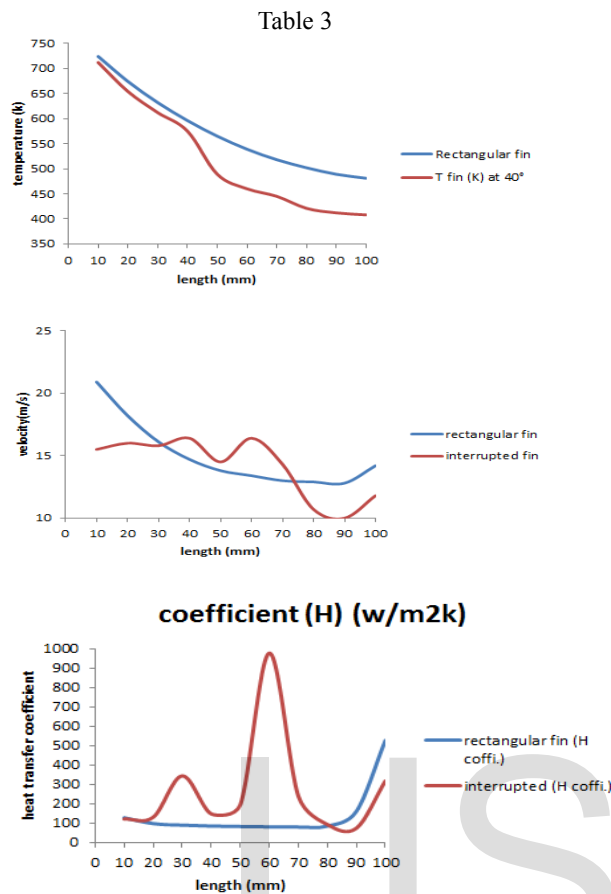 Table 3
750
700
650
600
550
500
450
400
350
temperature (k)
0 10 20 30 40 50 60 70 80 90 100
length (mm)
Rectangular fin
T fin (K) at 40°
25
20
15
10
velocity(m/s)
0 10 20 30 40 50 60 70 80 90 100
length (mm)
rectangular fin
interrupted fin
coefficient (H) (w/m2k)
1000
900
800
700
600
500
400
300
200
100
0
heat transfer coefficient
0 10 20 30 40 50 60 70 80 90 100
length (mm)
rectangular fin (H
coffi.)
interrupted (H coffi.)